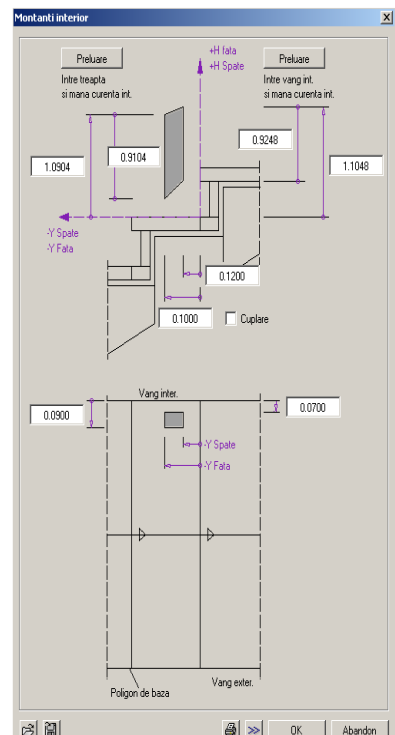 Montanti interior
+H fata
+H Spate
Preluare
Preluare
Intre treapta
si mana curenta int.
Intre vang int.
si mana curenta int.
0.9248
0.9104
1.0904
1.1048
-Y Spate
-Y Fata
0.1200
0.1000
Cuplare
Vang inter.
0.0900
0.0700
-Y Spate
-Y Fata
Vang exter.
Poligon de baza
>>
OK
Abandon